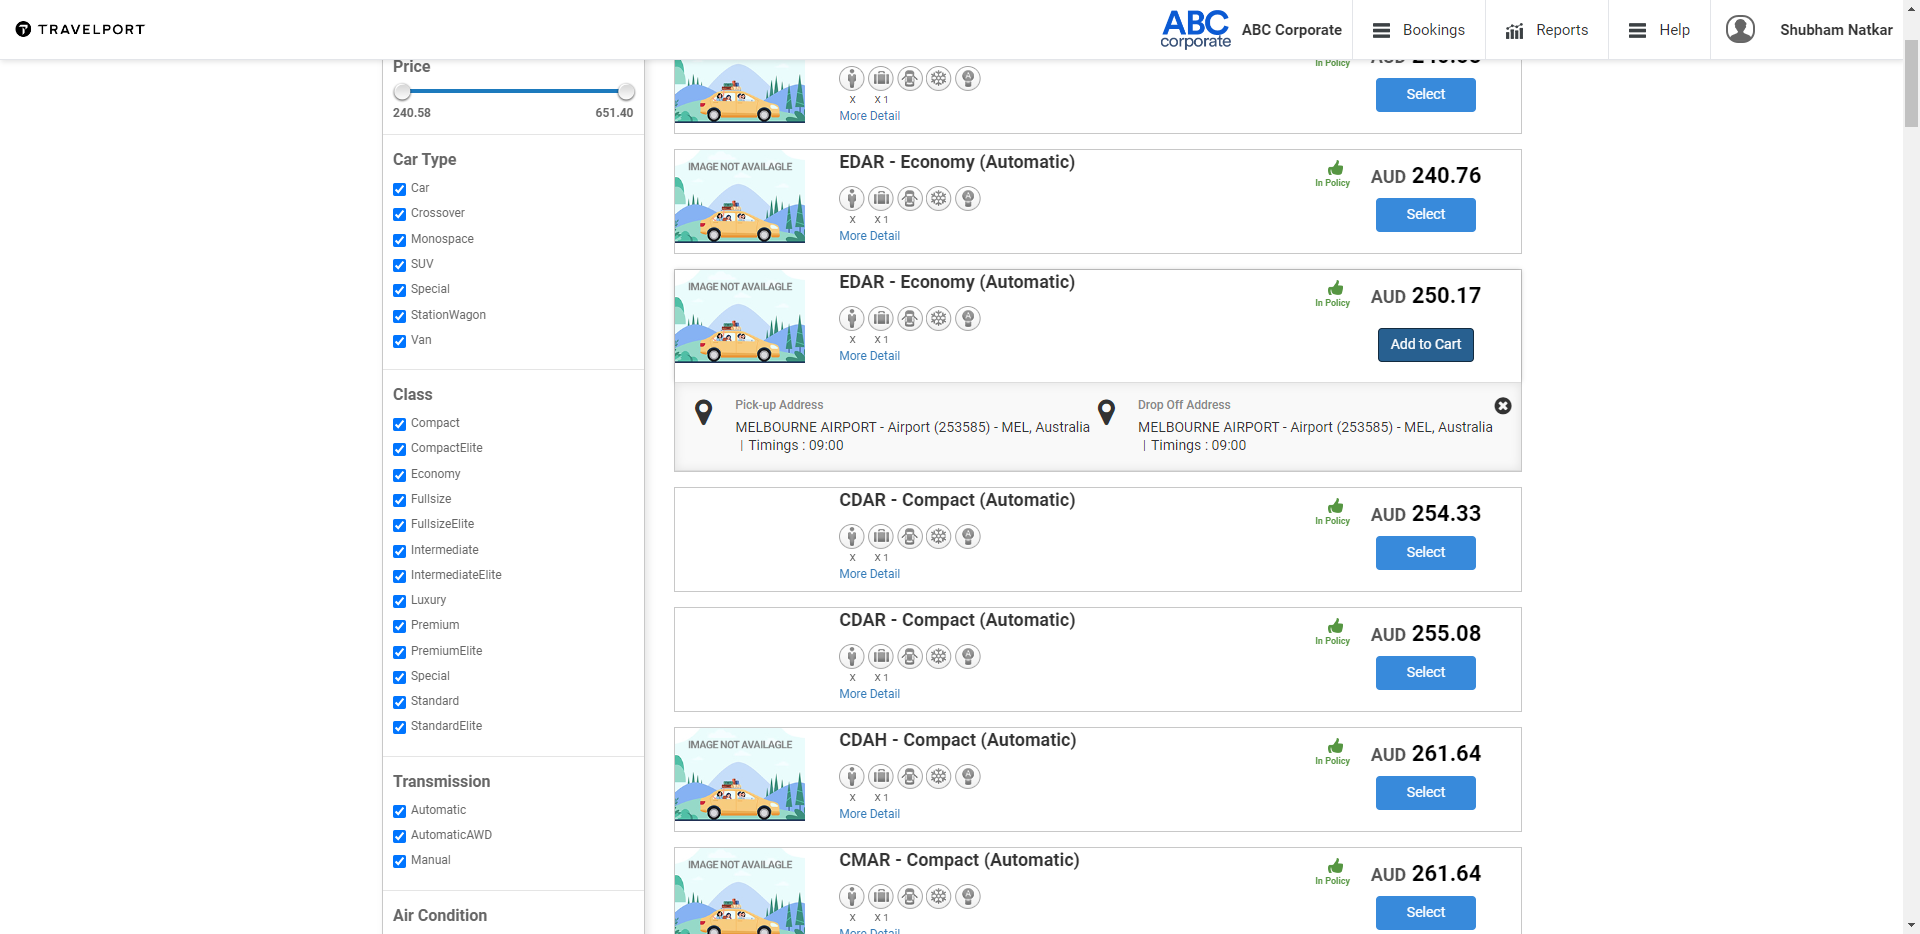 TRAVELPORT
ABC
corporate
ABC Corporate
Bookings
Reports
Help
Shubham Natkar
Price
240.58
651.40
Car Type
Car
Crossover
Monospace
SUV
Special
StationWagon
Van
Class
Compact
CompactElite
Economy
Fullsize
FullsizeElite
Intermediate
IntermediateElite
Luxury
Premium
PremiumElite
Special
Standard
StandardElite
Transmission
Automatic
AutomaticAWD
Manual
Air Condition
In Policy
AUD
X X 1
More Detail
Select
IMAGE NOT AVAILAGLE
EDAR - Economy (Automatic)
X X 1
More Detail
In Policy
AUD 240.76
Select
IMAGE NOT AVAILAGLE
EDAR - Economy (Automatic)
X X 1
More Detail
In Policy
AUD 250.17
Add to Cart
Pick-up Address
MELBOURNE AIRPORT - Airport (253585) - MEL, Australia
| Timings : 09:00
Drop Off Address
MELBOURNE AIRPORT - Airport (253585) - MEL, Australia
| Timings : 09:00
CDAR - Compact (Automatic)
X X 1
More Detail
In Policy
AUD 254.33
Select
CDAR - Compact (Automatic)
X X 1
More Detail
In Policy
AUD 255.08
Select
IMAGE NOT AVAILAGLE
CDAH - Compact (Automatic)
X X 1
More Detail
In Policy
AUD 261.64
Select
IMAGE NOT AVAILAGLE
CMAR - Compact (Automatic)
X X 1
More Detail
In Policy
AUD 261.64
Select